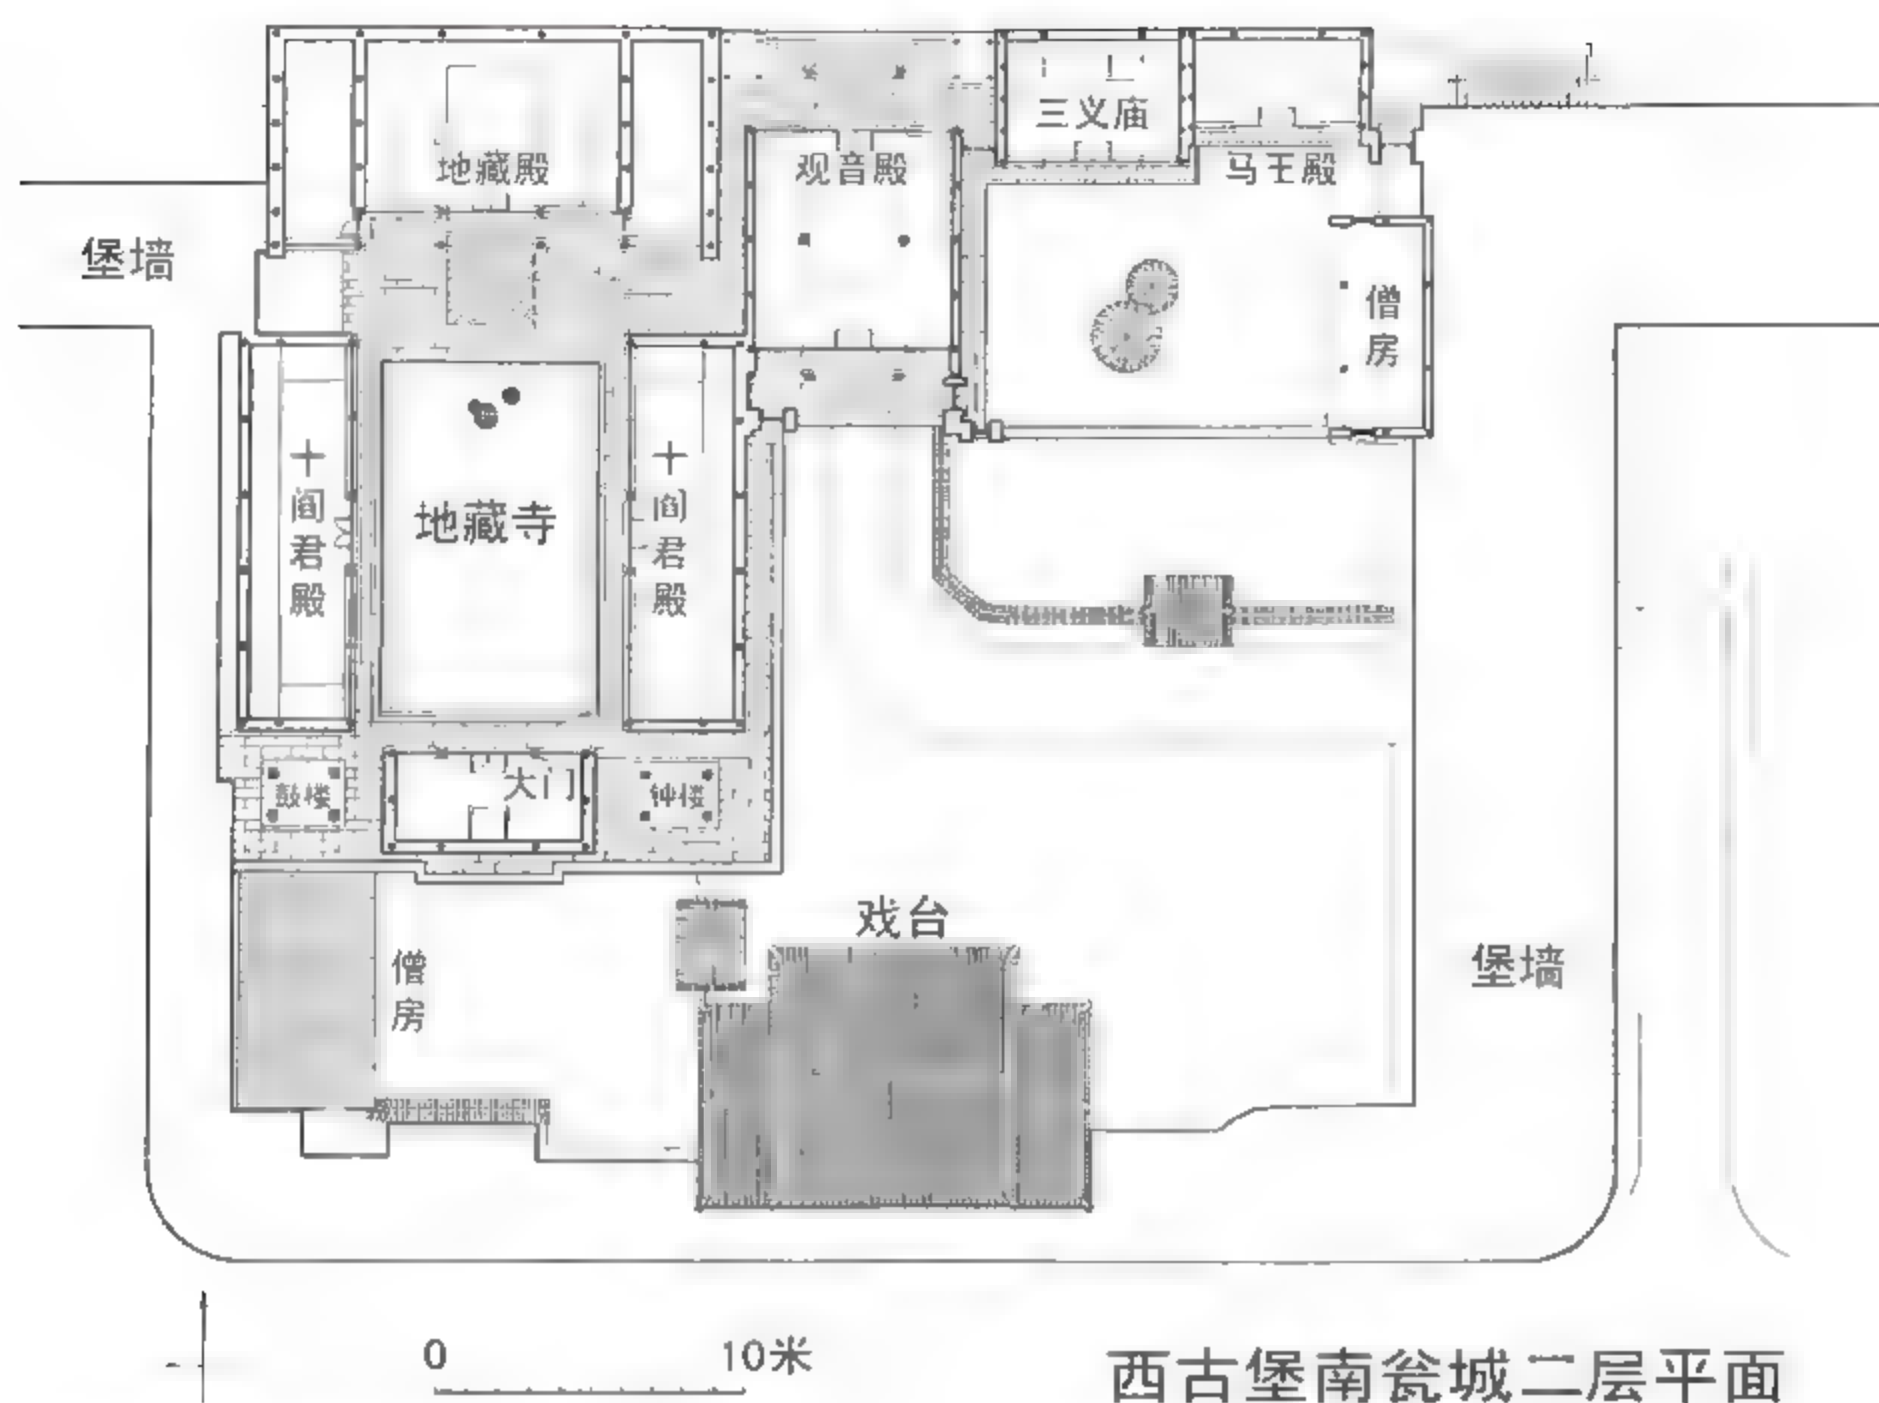 三义庙
地藏殿
观音殿
马王殿
堡墙
僧房
十阎君殿
地藏寺
十阎君殿
鼓楼
大门
钟楼
戏台
僧房
堡墙
0
10米
西古堡南瓮城二层平面